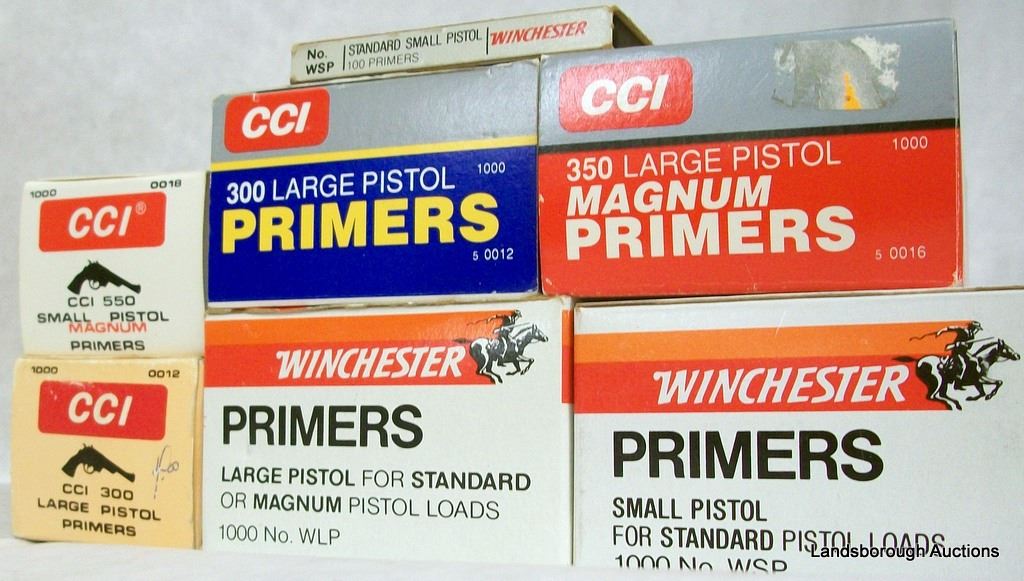 No.
WSP
STANDARD SMALL PISTOL
100 PRIMERS
WINCHESTER
CCI
300 LARGE PISTOL
1000
PRIMERS
5 0012
CCI
350 LARGE PISTOL
1000
MAGNUM
PRIMERS
5 0016
1000 0018
CCI®
CCI 550
SMALL PISTOL
MAGNUM
PRIMERS
1000 0012
CCI
CCI 300
LARGE PISTOL
PRIMERS
WINCHESTER
PRIMERS
LARGE PISTOL FOR STANDARD
OR MAGNUM PISTOL LOADS
1000 No. WLP
WINCHESTER
PRIMERS
SMALL PISTOL
FOR STANDARD PISTOL LOADS
1000 No. WSP
Landsborough Auctions